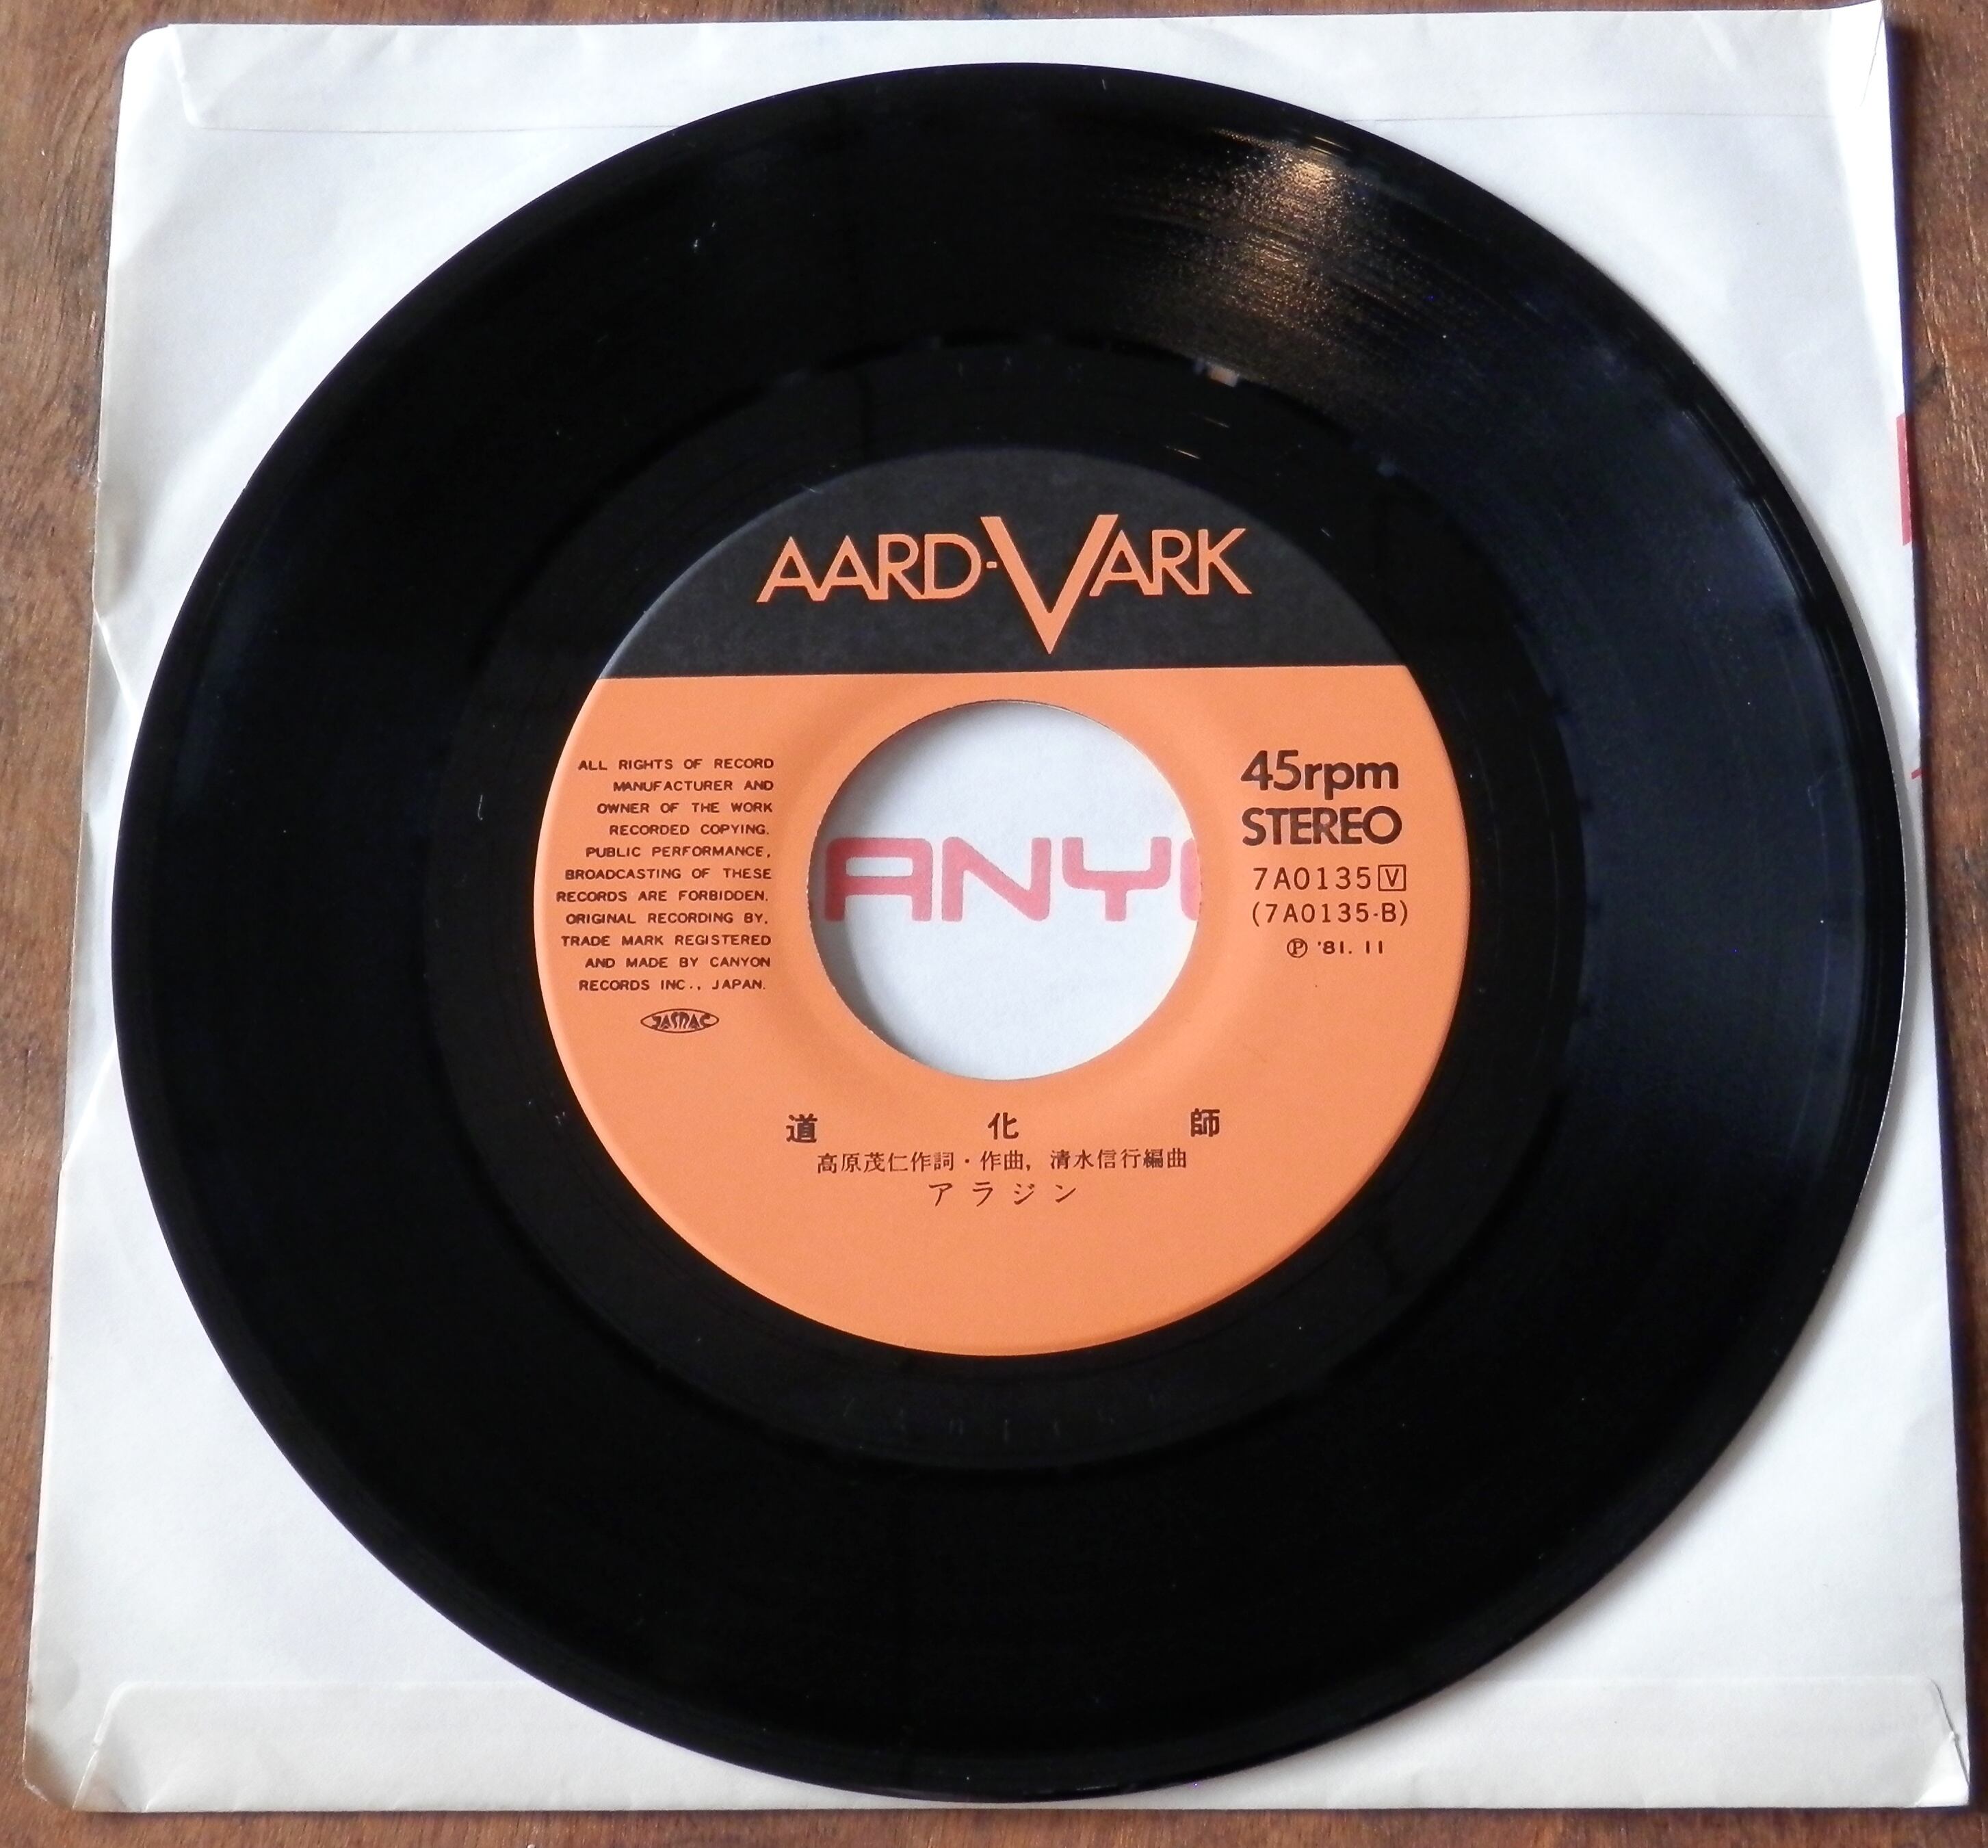 AARD-VARK
ALL RIGHTS OF RECORD
MANUFACTURER AND
OWNER OF THE WORK
RECORDED COPYING.
PUBLIC PERFORMANCE,
BROADCASTING OF THESE
RECORDS ARE FORBIDDEN.
ORIGINAL RECORDING BY,
TRADE MARK REGISTERED
AND MADE BY CANYON
RECORDS INC., JAPAN.
JASRAC
ANY
45rpm
STEREO
7A0135 V
(7A0135-B)
Ⓟ '81. 11
道化師
高原茂仁作詞・作曲, 清水信行編曲
アラジン